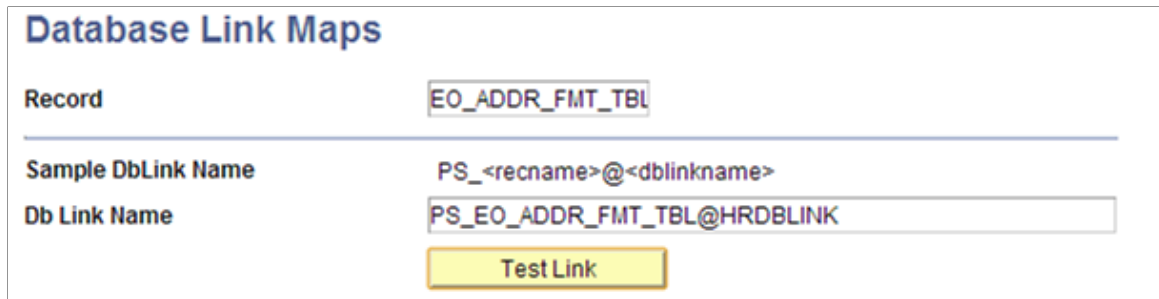 Database Link Maps
Record EO_ADDR_FMT_TBL
Sample DbLink Name PS_<recname>@<dblinkname>
Db Link Name PS_EO_ADDR_FMT_TBL@HRDBLINK
Test Link